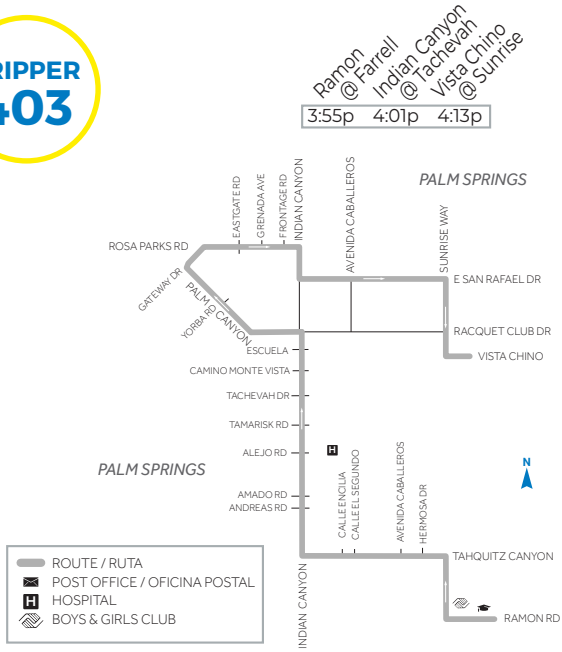 RIPPER
403
Ramon
@ Farrell
Indian Canyon
@ Tachevah
Vista Chino
@ Sunrise
3:55p 4:01p 4:13p
PALM SPRINGS
EASTGATE RD
GRENADA AVE
FRONTAGE RD
INDIAN CANYON
AVENIDA CABALLEROS
SUNRISE WAY
ROSA PARKS RD
E SAN RAFAEL DR
GATEWAY DR
PALM CANYON
YORBA RD
RACQUET CLUB DR
ESCUELA
VISTA CHINO
CAMINO MONTE VISTA
TACHEVAH DR
TAMARISK RD
ALEJO RD
H
PALM SPRINGS
N
CALLE ENCILIA
CALLE EL SEGUNDO
AVENIDA CABALLEROS
HERMOSA DR
AMADO RD
ANDREAS RD
TAHQUITZ CANYON
INDIAN CANYON
RAMON RD
ROUTE / RUTA
POST OFFICE / OFICINA POSTAL
H HOSPITAL
BOYS & GIRLS CLUB